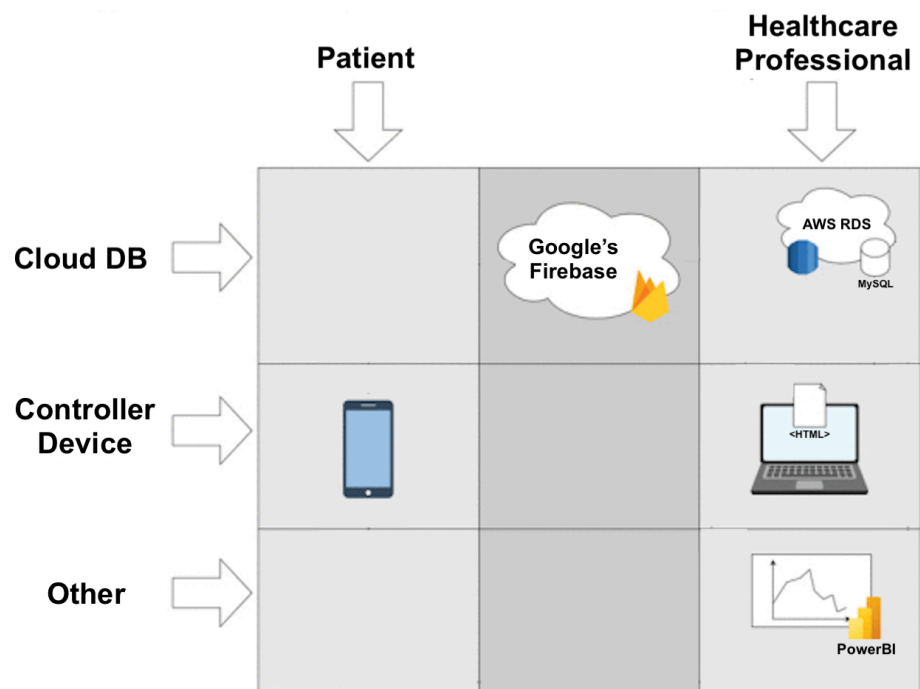 Patient
Healthcare
Professional
Cloud DB
Google's
Firebase
AWS RDS
MySQL
Controller
Device
<HTML>
Other
PowerBI